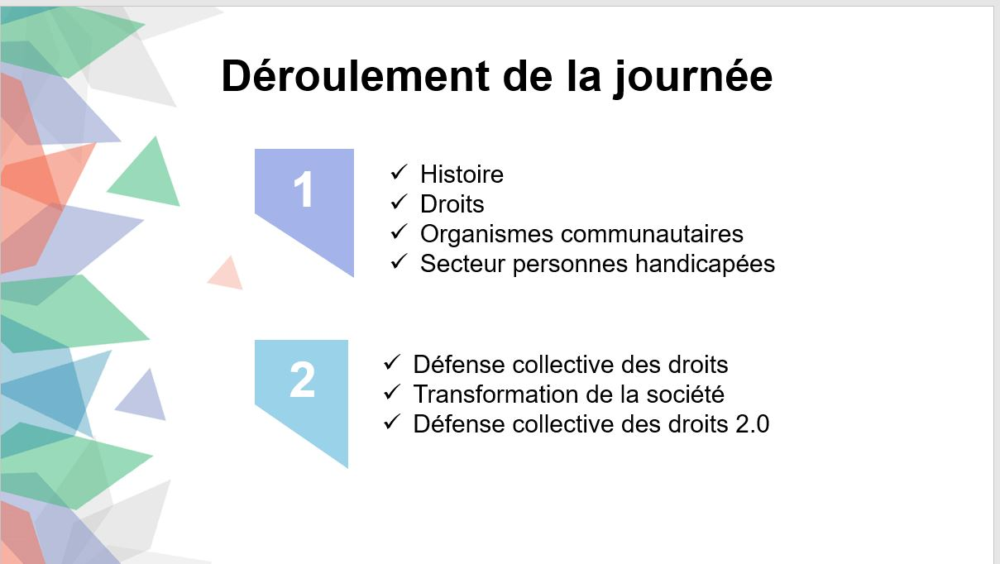 Déroulement de la journée
1
✓ Histoire
✓ Droits
✓ Organismes communautaires
✓ Secteur personnes handicapées
2
✓ Défense collective des droits
✓ Transformation de la société
✓ Défense collective des droits 2.0